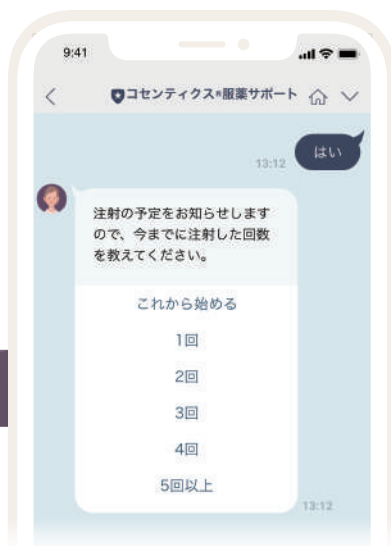 9:41
コセンティクス®服薬サポート
はい
13:12
注射の予定をお知らせします
ので、今までに注射した回数
を教えてください。
これから始める
1回
2回
3回
4回
5回以上
13:12